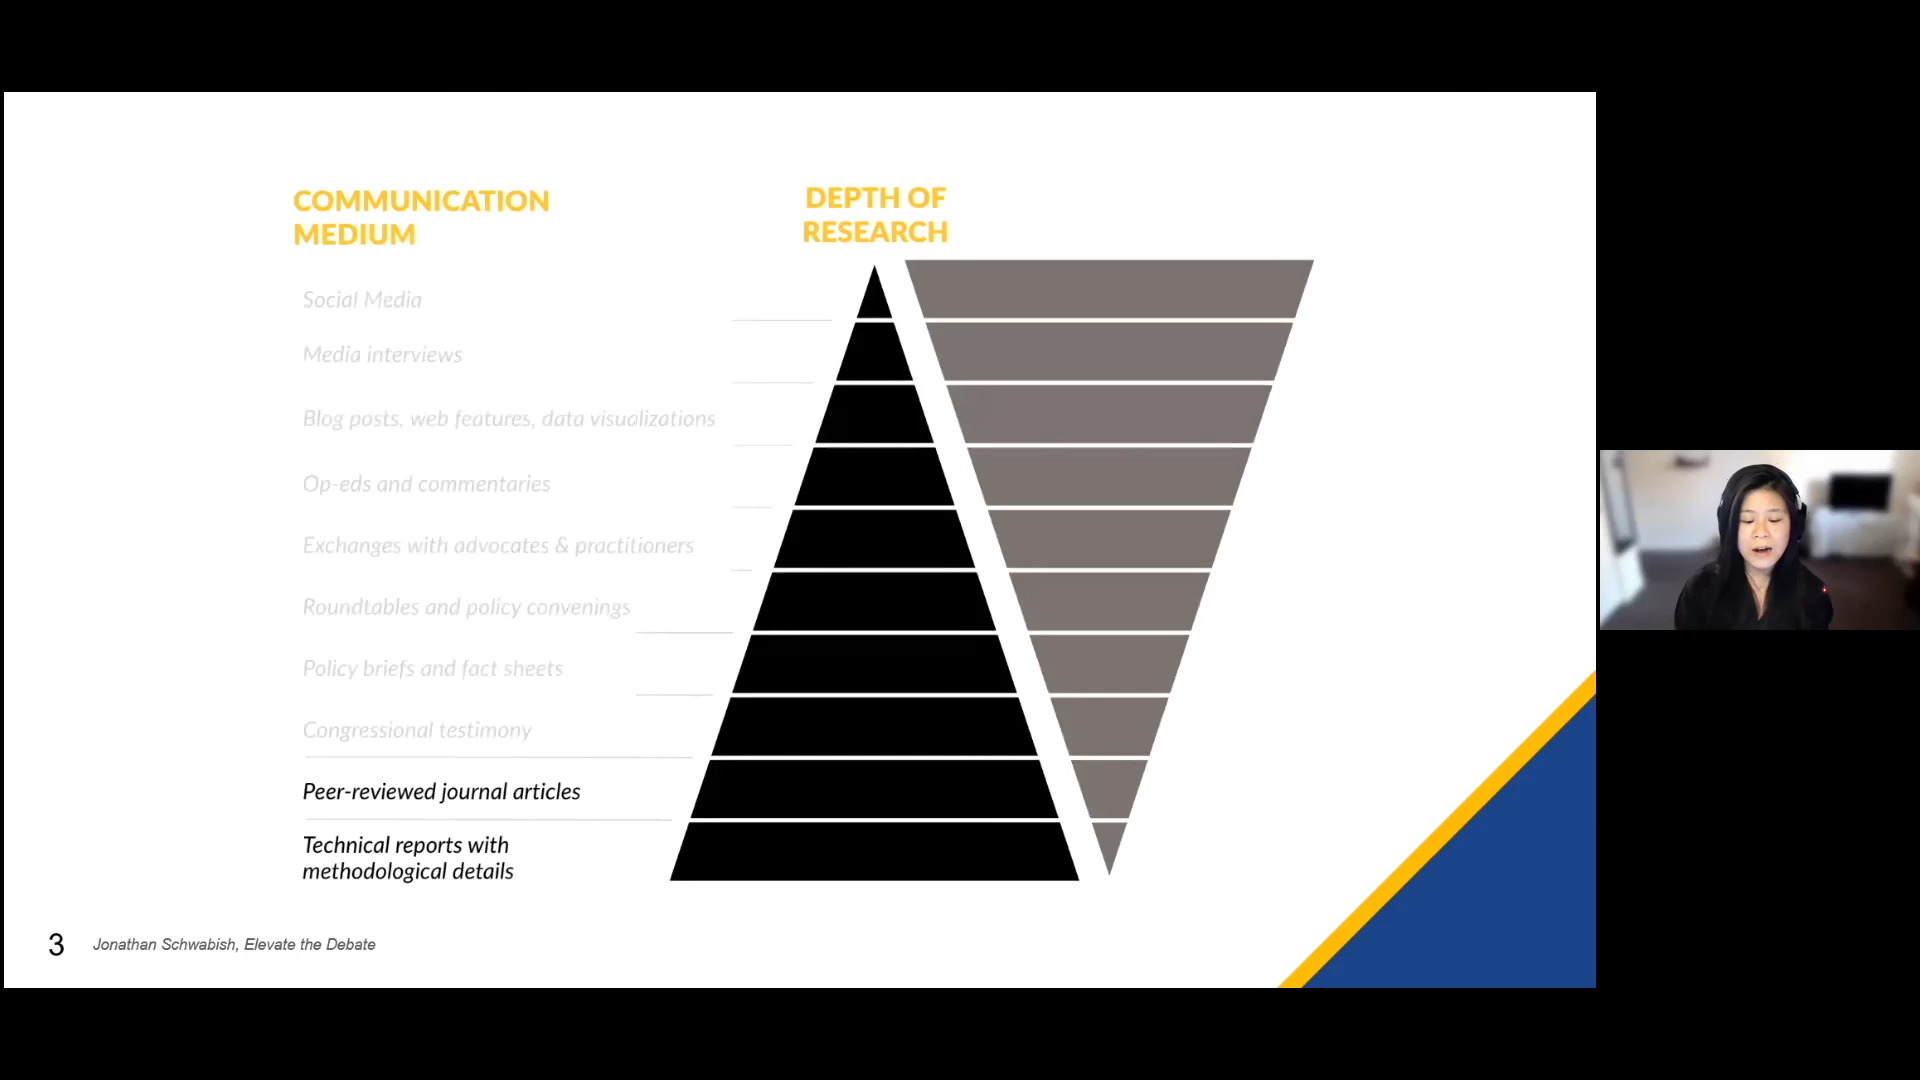 COMMUNICATION
MEDIUM
DEPTH OF
RESEARCH
Social Media
Media interviews
Blog posts, web features, data visualizations
Op-eds and commentaries
Exchanges with advocates & practitioners
Roundtables and policy convenings
Policy briefs and fact sheets
Congressional testimony
Peer-reviewed journal articles
Technical reports with
methodological details
3
Jonathan Schwabish, Elevate the Debate